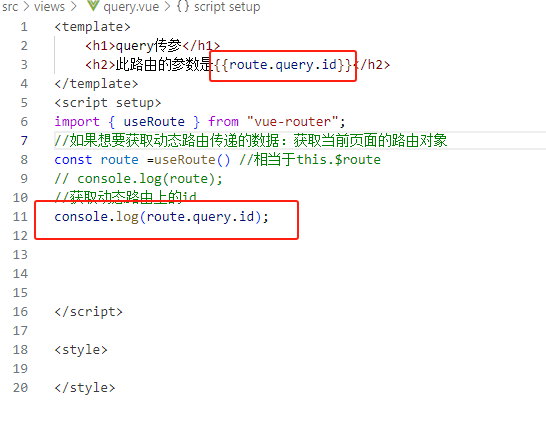 src > views > query.vue > {} script setup
1 <template>
2 <h1>query传参</h1>
3 <h2>此路由的参数是{{route.query.id}}</h2>
4 </template>
5 <script setup>
6 import { useRoute } from "vue-router";
7 //如果想要获取动态路由传递的数据：获取当前页面的路由对象
8 const route =useRoute() //相当于this.$route
9 // console.log(route);
10 //获取动态路由上的id
11 console.log(route.query.id);
12
13
14
15
16 </script>
17
18 <style>
19
20 </style>